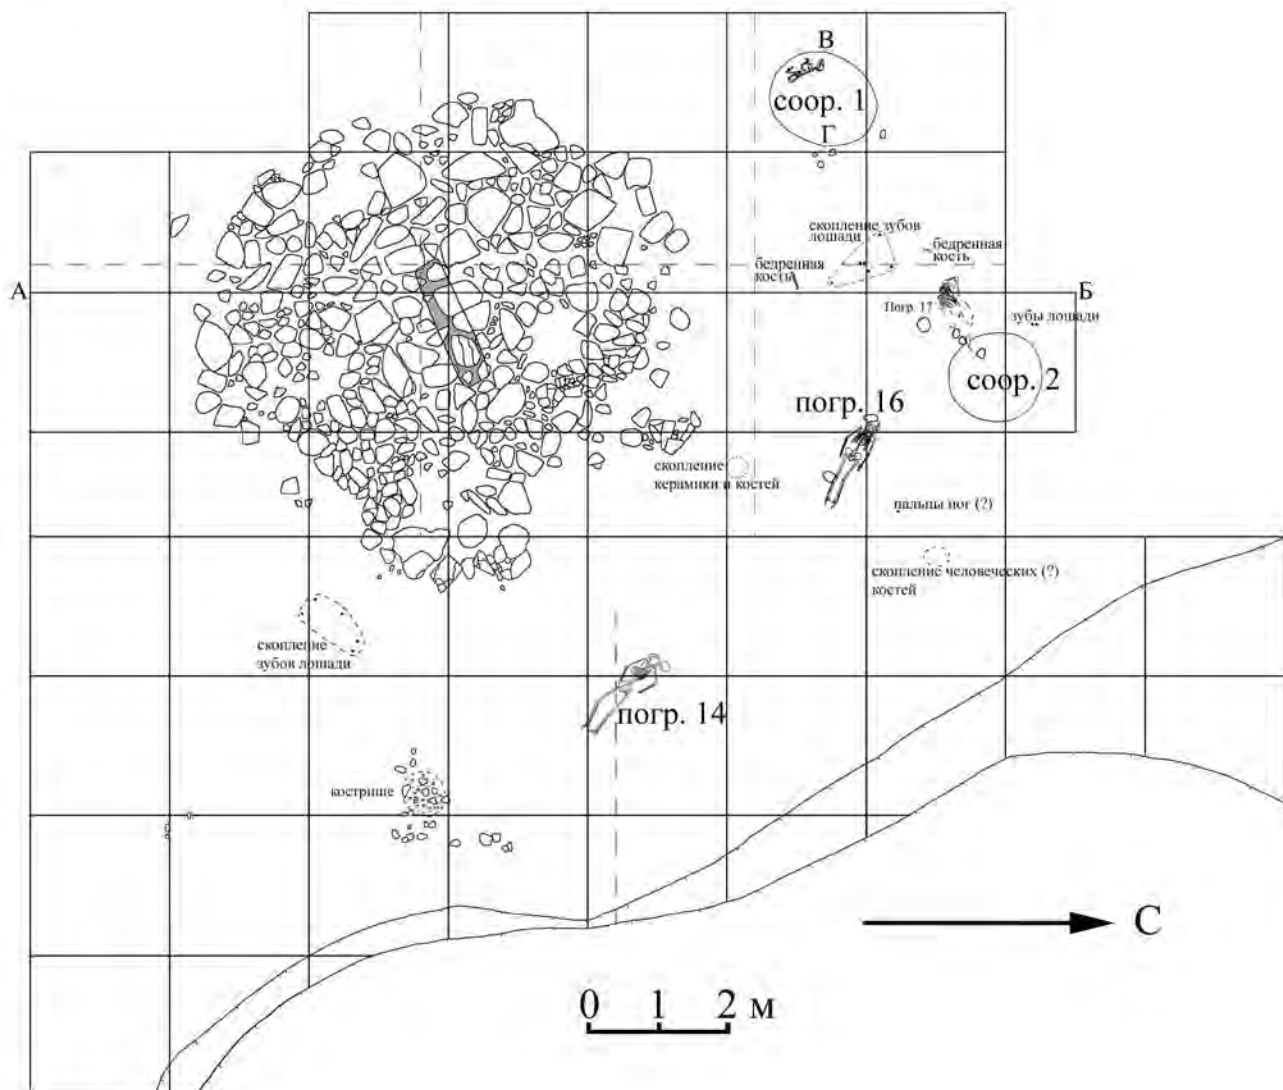 В
соор. 1
Г
скопление зубов
лошади
бедренная
кость
бедренная
кость
А
Б
Погр. 17
зубы лошади
соор. 2
погр. 16
скопление
керамики и костей
пальцы ног (?)
скопление человеческих (?)
костей
скопление
зубов лошади
погр. 14
кострище
С
0 1 2 м